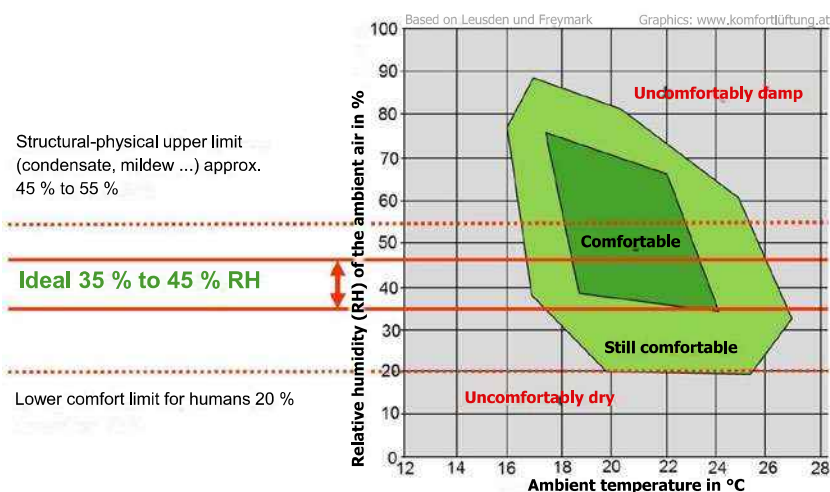 Based on Leusden und Freymark
Graphics: www.komfortlüftung.at
Relative humidity (RH) of the ambient air in %
100
90
80
70
60
50
40
30
20
10
0
Uncomfortably damp
Structural-physical upper limit
(condensate, mildew ...) approx.
45 % to 55 %
Comfortable
Ideal 35 % to 45 % RH
Still comfortable
Lower comfort limit for humans 20 %
Uncomfortably dry
12 14 16 18 20 22 24 26 28
Ambient temperature in °C